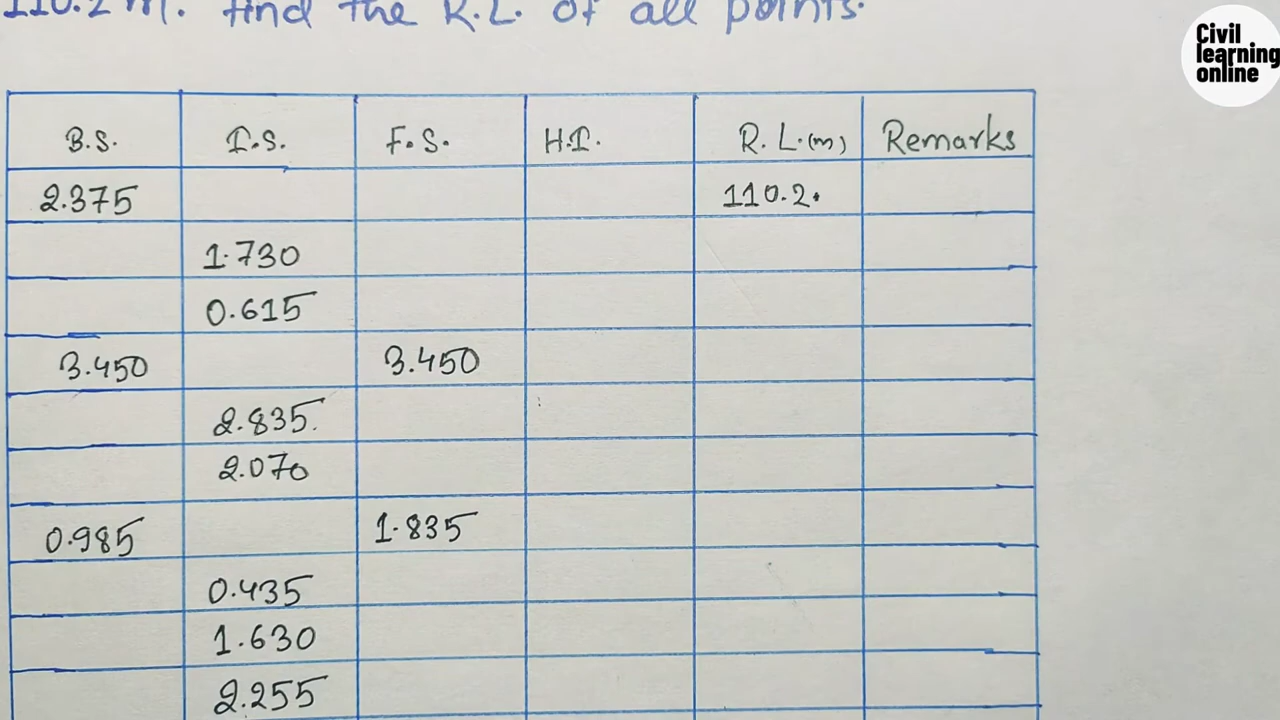 110.2 m. find the R.L. of all points.
Civil
learning
online
B.S. I.S. F.S. H.I. R.L.(m) Remarks
2.375 110.2.
1.730
0.615
3.450 3.450
2.835.
2.070
0.985 1.835
0.435
1.630
2.255